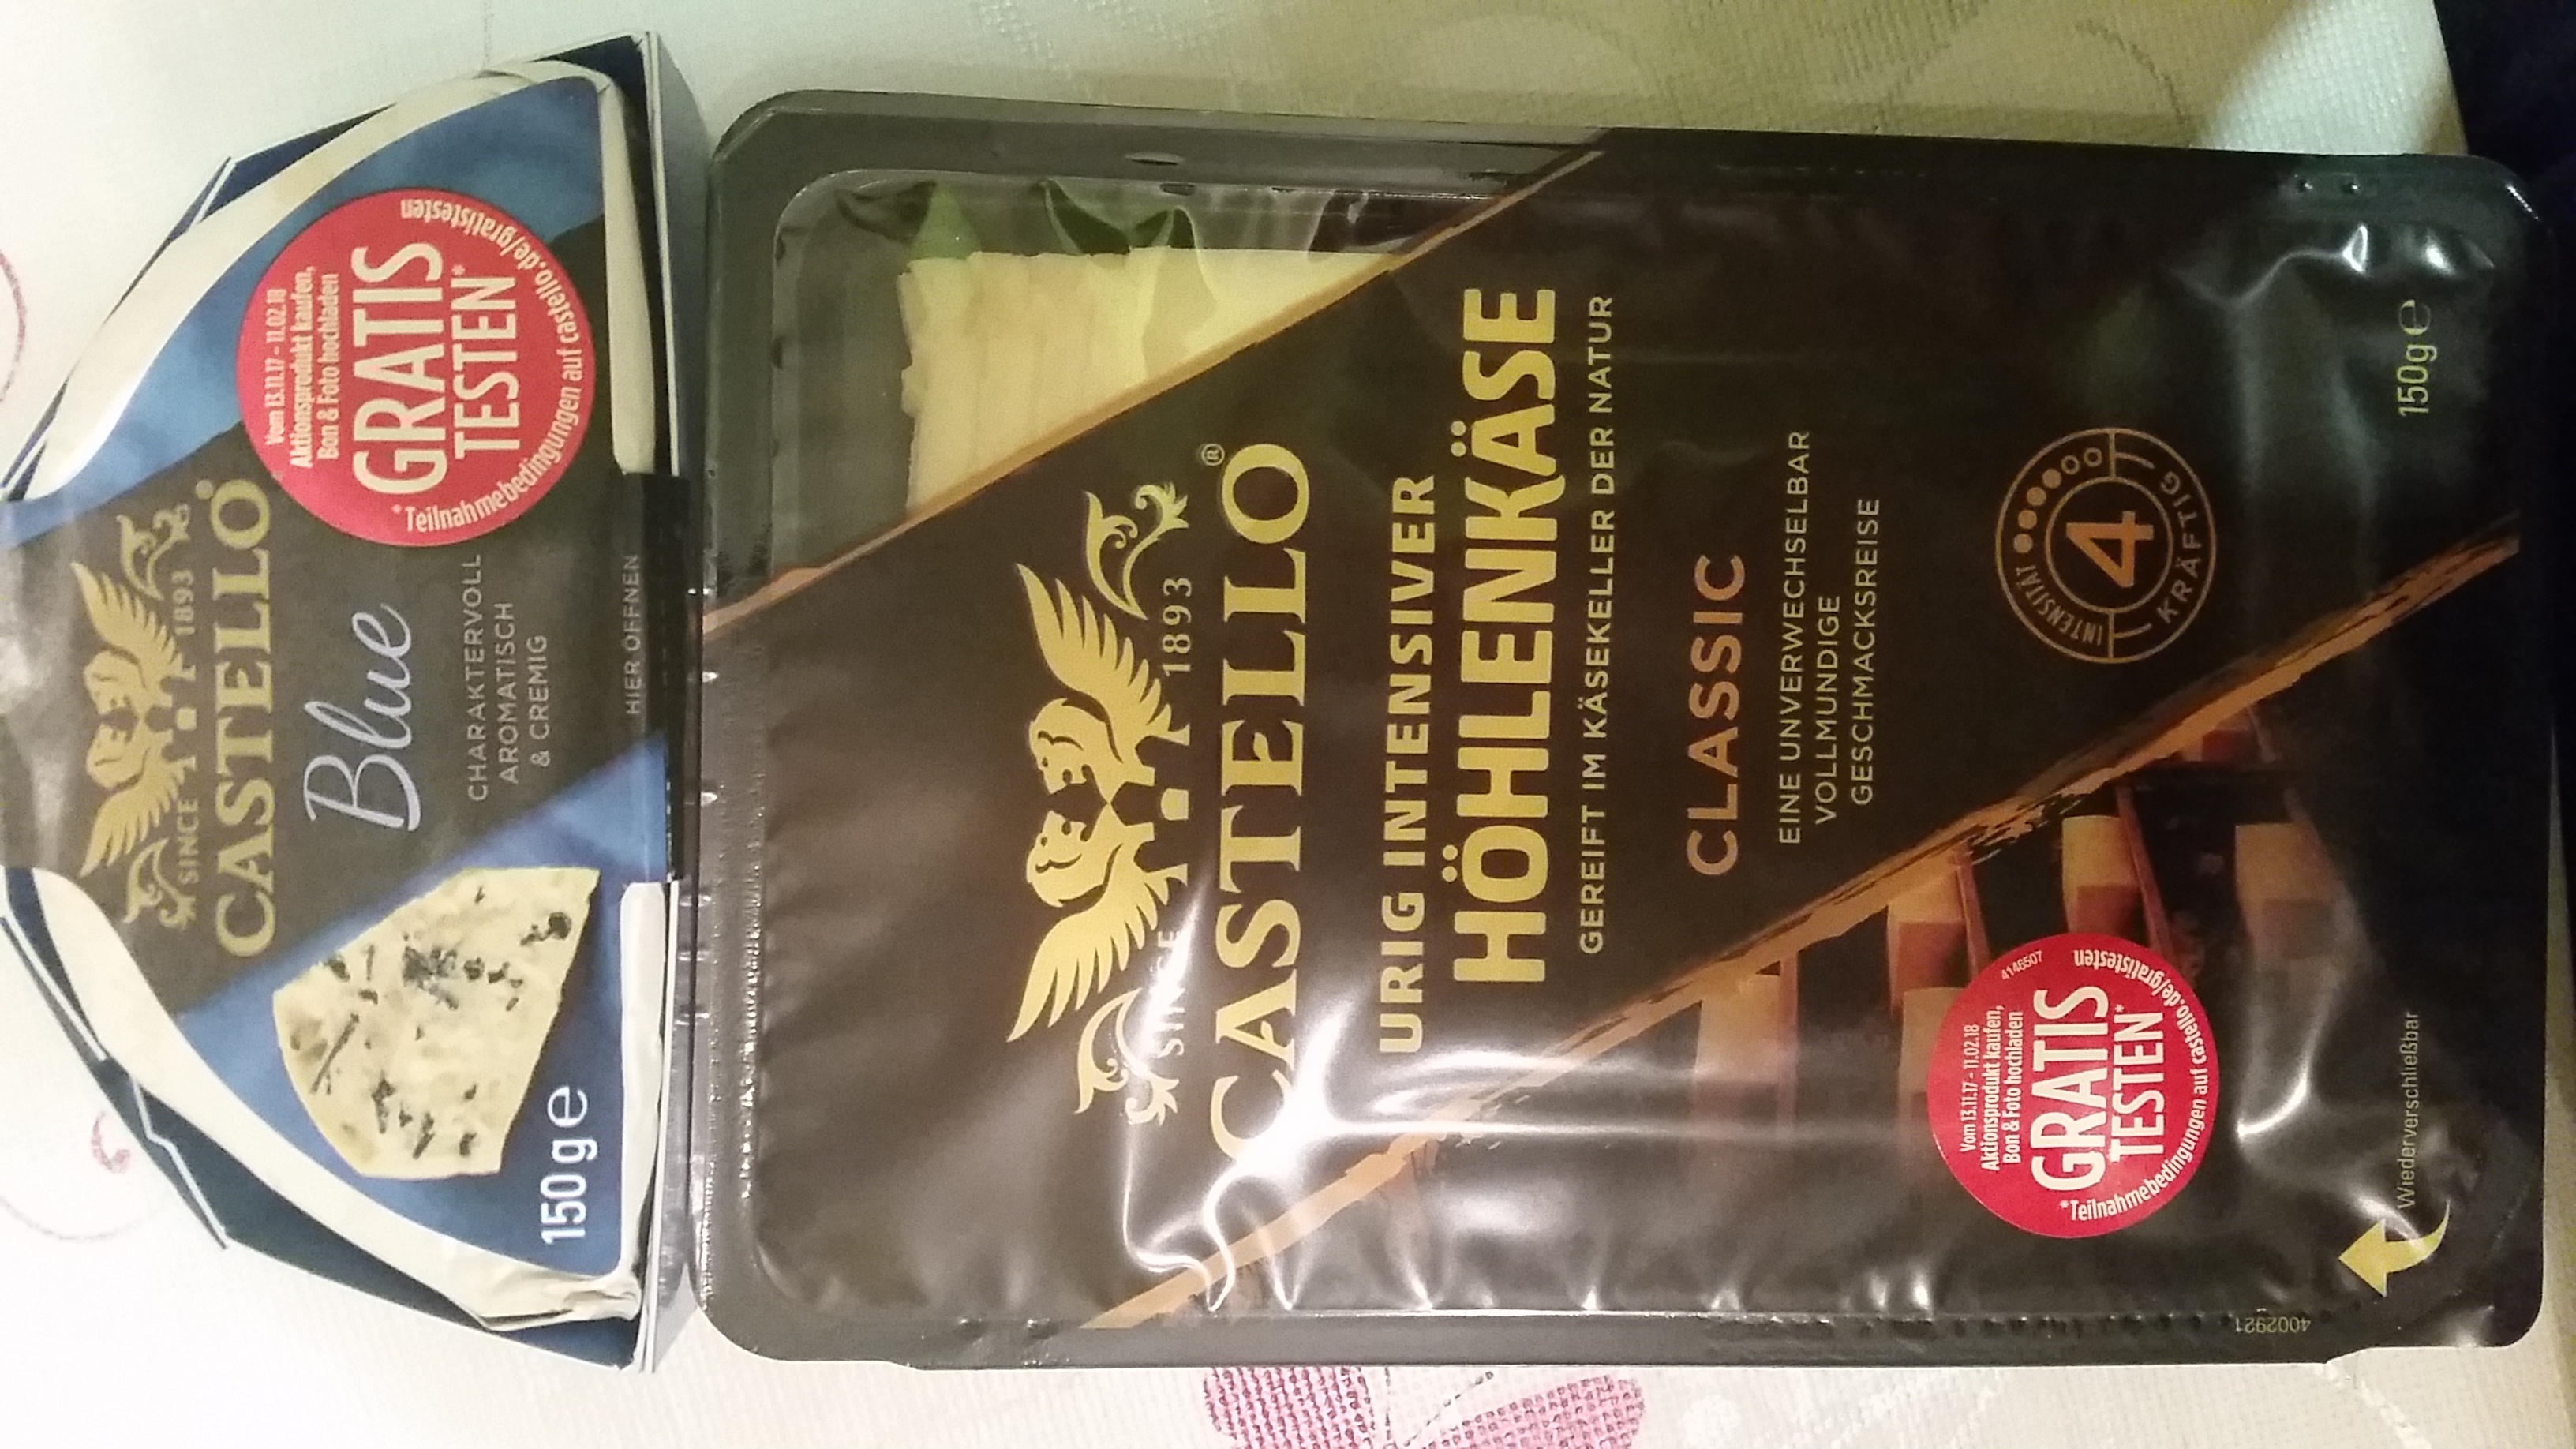 SINCE 1893
CASTELLO
Blue
CHARAKTERVOLL
AROMATISCH
& CREMIG
HIER ÖFFNEN
150 g e
Vom 13.11.17 - 11.02.18
Aktionsprodukt kaufen,
Bon & Foto hochladen
GRATIS
TESTEN*
*Teilnahmebedingungen auf castello.de/gratistesten
SINCE 1893
CASTELLO®
URIG INTENSIVER
HÖHLENKÄSE
GEREIFT IM KÄSEKELLER DER NATUR
CLASSIC
EINE UNVERWECHSELBAR
VOLLMUNDIGE
GESCHMACKSREISE
INTENSITÄT
4
KRÄFTIG
4146507
Vom 13.11.17 - 11.02.18
Aktionsprodukt kaufen,
Bon & Foto hochladen
GRATIS
TESTEN*
*Teilnahmebedingungen auf castello.de/gratistesten
Wiederverschließbar
150g e
4002921